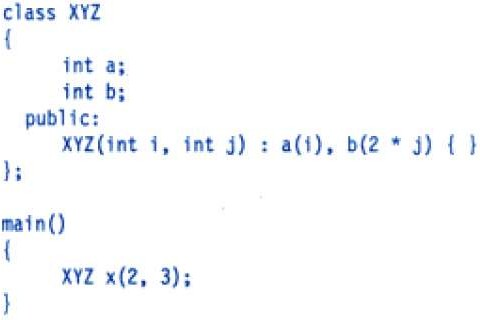 class XYZ
{
int a;
int b;
public:
XYZ(int i, int j) : a(i), b(2 * j) { }
};
main()
{
XYZ x(2, 3);
}